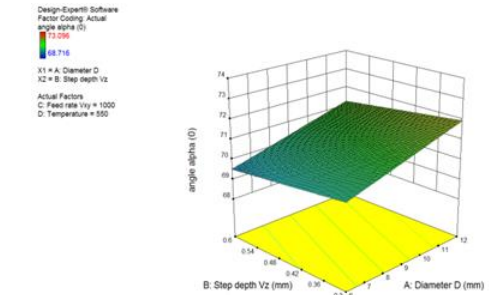 Design-Expert® Software
Factor Coding: Actual
angle alpha (0)
73.096
68.716
X1 = A: Diameter D
X2 = B: Step depth Vz
Actual Factors
C: Feed rate Vxy = 1000
D: Temperature = 550
74
73
72
71
70
69
68
angle alpha (0)
0.6
0.54
0.48
0.42
0.36
12
11
10
9
8
7
B: Step depth Vz (mm)
A: Diameter D (mm)